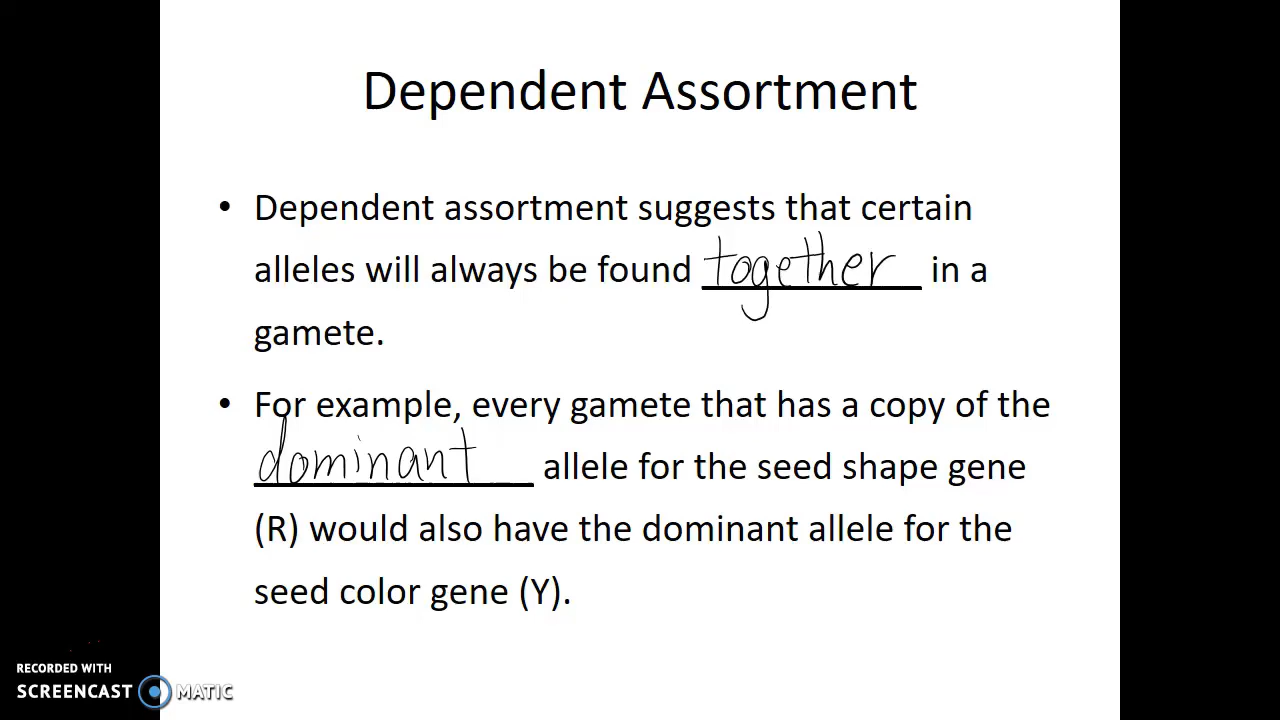 Dependent Assortment
• Dependent assortment suggests that certain
alleles will always be found together in a
gamete.
• For example, every gamete that has a copy of the
dominant allele for the seed shape gene
(R) would also have the dominant allele for the
seed color gene (Y).
RECORDED WITH
SCREENCAST MATIC